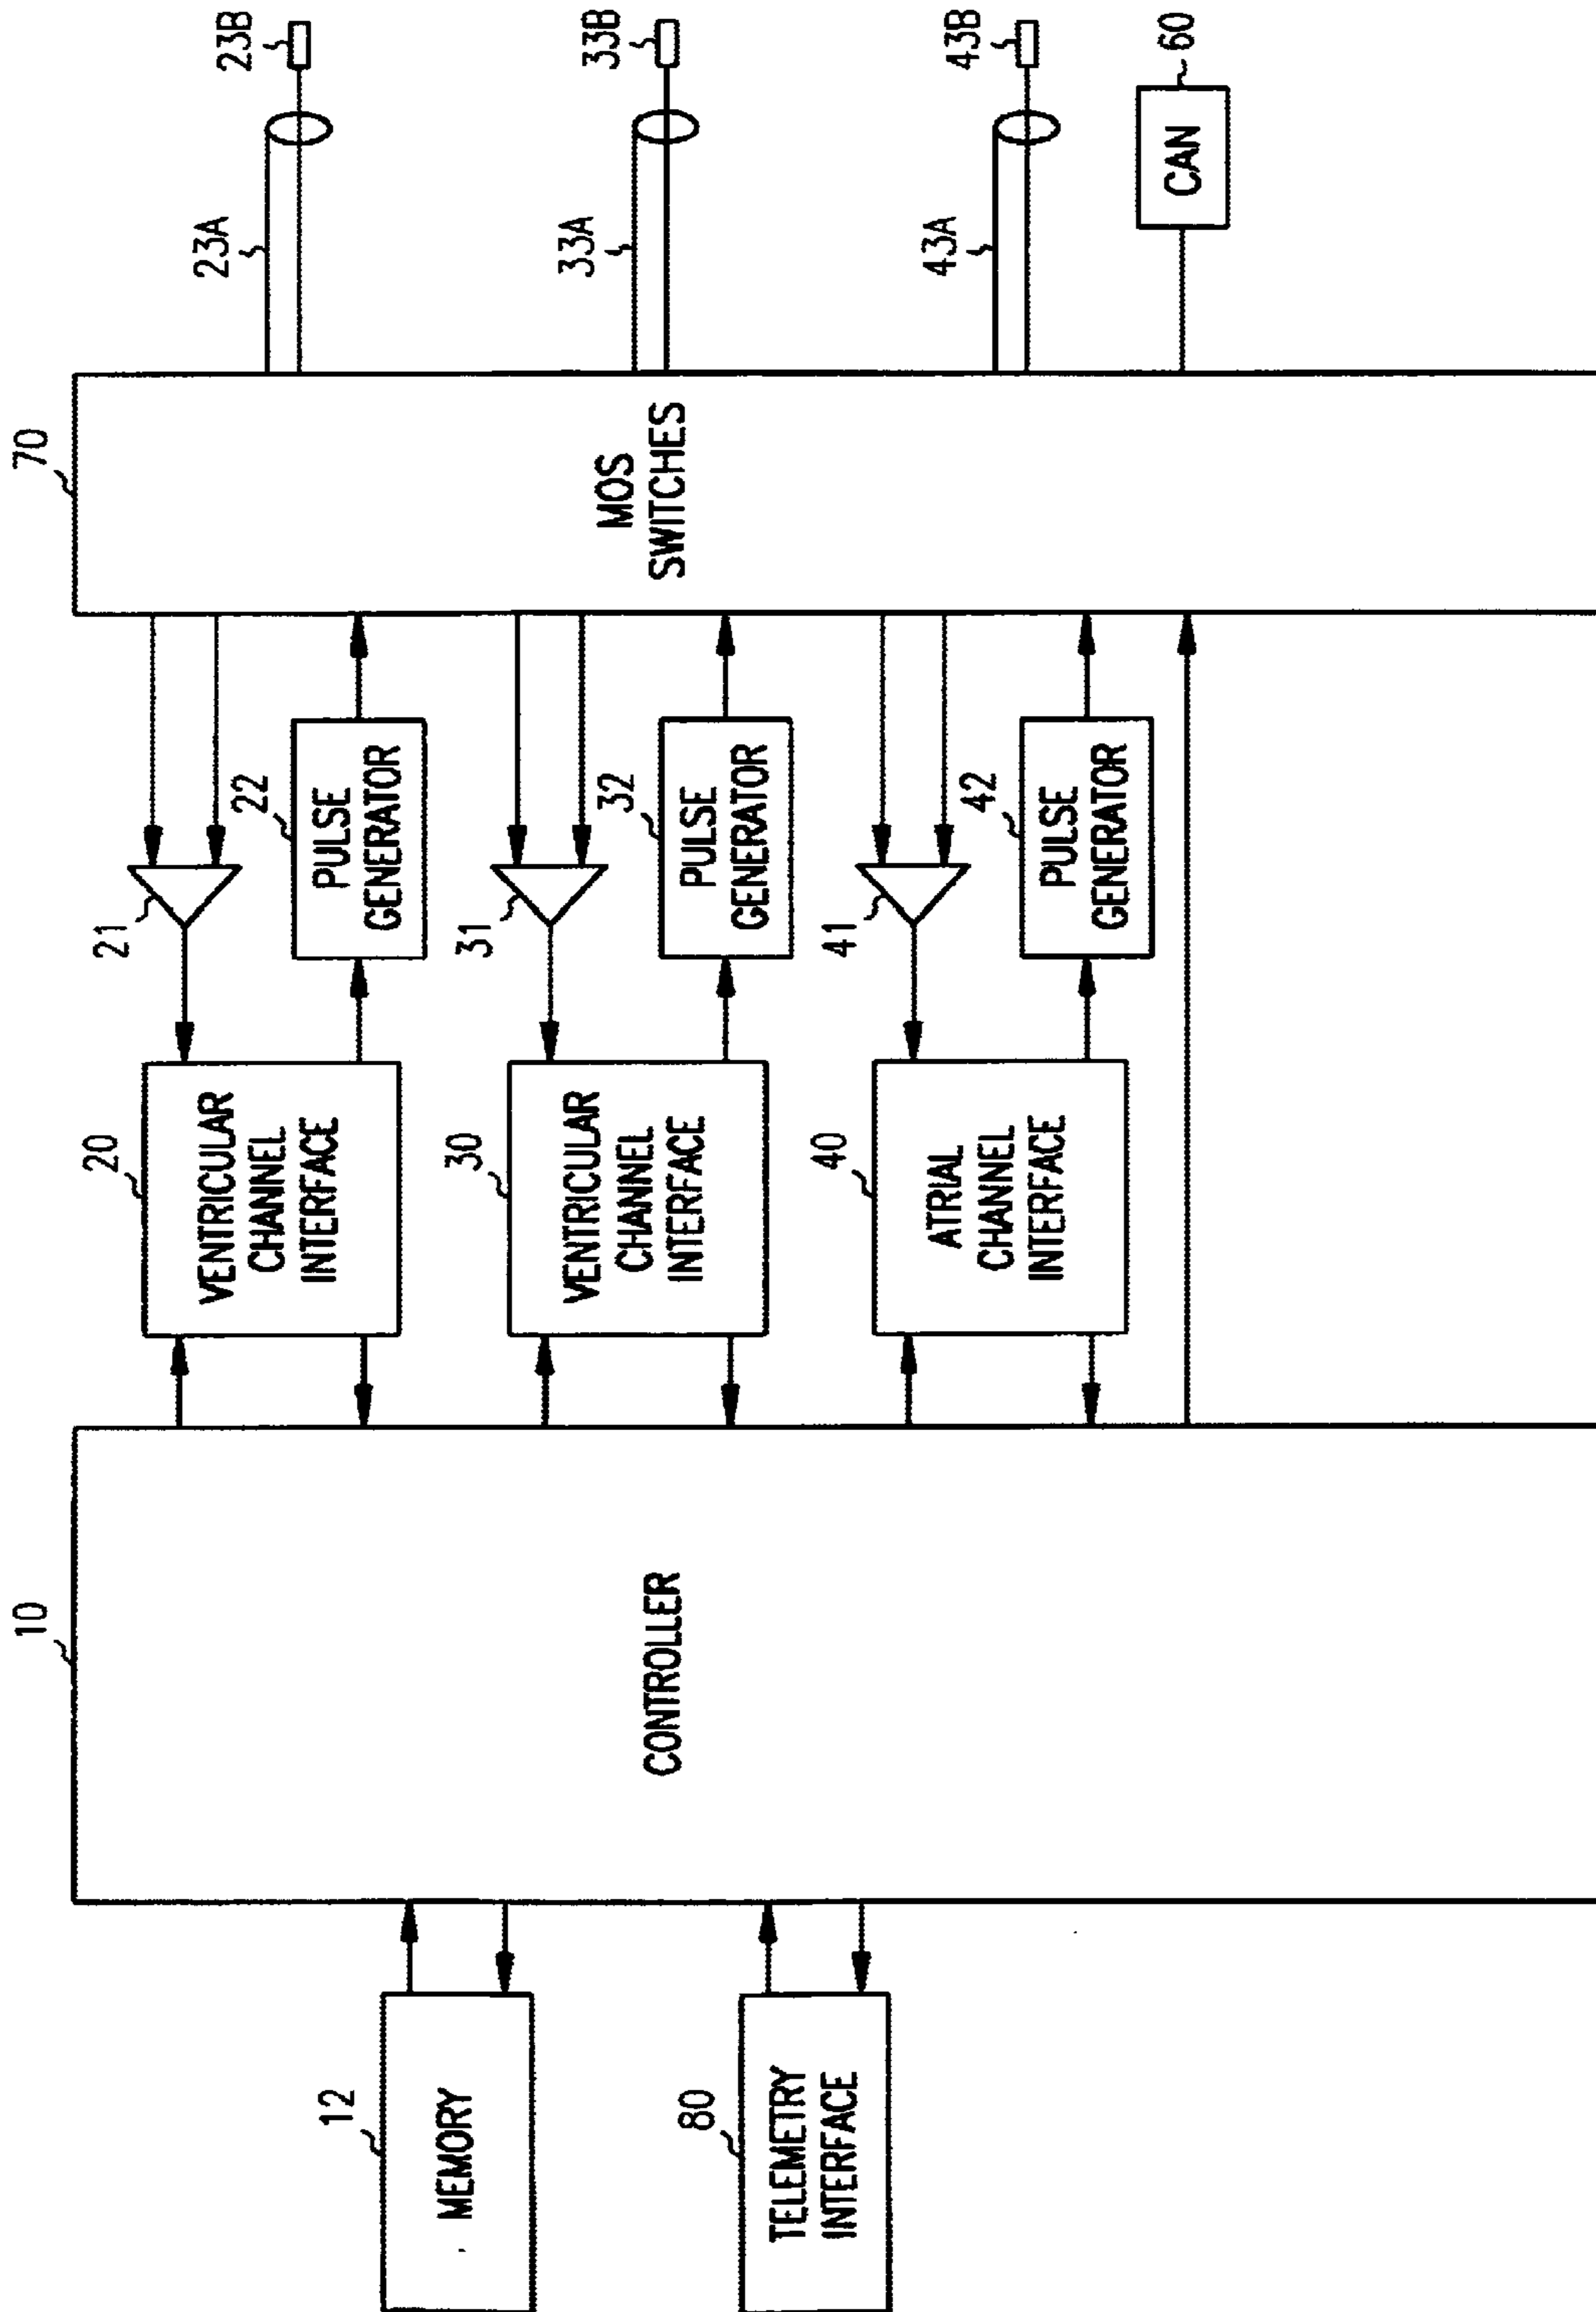 10
CONTROLLER
12
MEMORY
80
TELEMETRY
INTERFACE
20
VENTRICULAR
CHANNEL
INTERFACE
21
22
PULSE
GENERATOR
30
VENTRICULAR
CHANNEL
INTERFACE
31
32
PULSE
GENERATOR
40
ATRIAL
CHANNEL
INTERFACE
41
42
PULSE
GENERATOR
70
MOS
SWITCHES
23A
23B
33A
33B
43A
43B
CAN
60